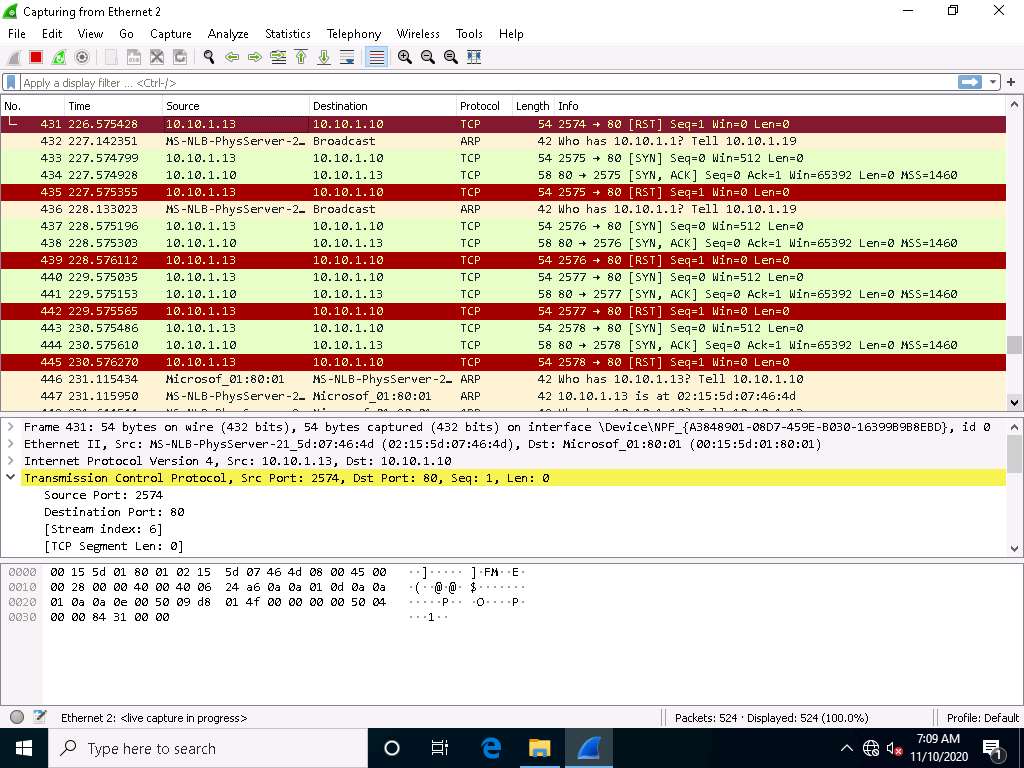 Capturing from Ethernet 2
File Edit View Go Capture Analyze Statistics Telephony Wireless Tools Help
Apply a display filter ... <Ctrl-/>
No. Time Source Destination Protocol Length Info
431 226.575428 10.10.1.13 10.10.1.10 TCP 54 2574 → 80 [RST] Seq=1 Win=0 Len=0
432 227.142351 MS-NLB-PhysServer-2… Broadcast ARP 42 Who has 10.10.1.1? Tell 10.10.1.19
433 227.574799 10.10.1.13 10.10.1.10 TCP 54 2575 → 80 [SYN] Seq=0 Win=512 Len=0
434 227.574928 10.10.1.10 10.10.1.13 TCP 58 80 → 2575 [SYN, ACK] Seq=0 Ack=1 Win=65392 Len=0 MSS=1460
435 227.575355 10.10.1.13 10.10.1.10 TCP 54 2575 → 80 [RST] Seq=1 Win=0 Len=0
436 228.133023 MS-NLB-PhysServer-2… Broadcast ARP 42 Who has 10.10.1.1? Tell 10.10.1.19
437 228.575196 10.10.1.13 10.10.1.10 TCP 54 2576 → 80 [SYN] Seq=0 Win=512 Len=0
438 228.575303 10.10.1.10 10.10.1.13 TCP 58 80 → 2576 [SYN, ACK] Seq=0 Ack=1 Win=65392 Len=0 MSS=1460
439 228.576112 10.10.1.13 10.10.1.10 TCP 54 2576 → 80 [RST] Seq=1 Win=0 Len=0
440 229.575035 10.10.1.13 10.10.1.10 TCP 54 2577 → 80 [SYN] Seq=0 Win=512 Len=0
441 229.575153 10.10.1.10 10.10.1.13 TCP 58 80 → 2577 [SYN, ACK] Seq=0 Ack=1 Win=65392 Len=0 MSS=1460
442 229.575565 10.10.1.13 10.10.1.10 TCP 54 2577 → 80 [RST] Seq=1 Win=0 Len=0
443 230.575486 10.10.1.13 10.10.1.10 TCP 54 2578 → 80 [SYN] Seq=0 Win=512 Len=0
444 230.575610 10.10.1.10 10.10.1.13 TCP 58 80 → 2578 [SYN, ACK] Seq=0 Ack=1 Win=65392 Len=0 MSS=1460
445 230.576270 10.10.1.13 10.10.1.10 TCP 54 2578 → 80 [RST] Seq=1 Win=0 Len=0
446 231.115434 Microsof_01:80:01 MS-NLB-PhysServer-2… ARP 42 Who has 10.10.1.13? Tell 10.10.1.10
447 231.115950 MS-NLB-PhysServer-2… Microsof_01:80:01 ARP 42 10.10.1.13 is at 02:15:5d:07:46:4d
Frame 431: 54 bytes on wire (432 bits), 54 bytes captured (432 bits) on interface \Device\NPF_{A3848901-08D7-459E-B030-16399B9B8EBD}, id 0
Ethernet II, Src: MS-NLB-PhysServer-21_5d:07:46:4d (02:15:5d:07:46:4d), Dst: Microsof_01:80:01 (00:15:5d:01:80:01)
Internet Protocol Version 4, Src: 10.10.1.13, Dst: 10.10.1.10
Transmission Control Protocol, Src Port: 2574, Dst Port: 80, Seq: 1, Len: 0
Source Port: 2574
Destination Port: 80
[Stream index: 6]
[TCP Segment Len: 0]
0000 00 15 5d 01 80 01 02 15 5d 07 46 4d 08 00 45 00 ··]····· ]·FM··E·
0010 00 28 00 00 40 00 40 06 24 a6 0a 0a 01 0d 0a 0a ·(··@·@· $·······
0020 01 0a 0a 0e 00 50 09 d8 01 4f 00 00 00 00 50 04 ·····P·· ·O····P·
0030 00 00 84 31 00 00 ···1··
Ethernet 2: <live capture in progress>
Packets: 524 · Displayed: 524 (100.0%)
Profile: Default
Type here to search
7:09 AM
11/10/2020
1